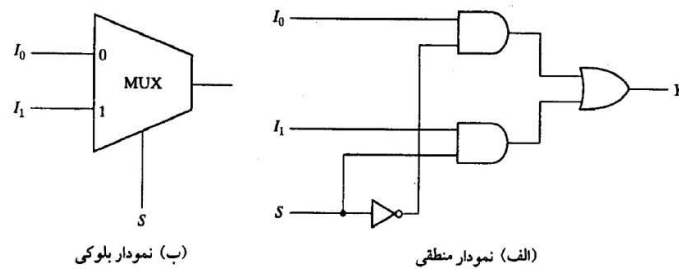 I₀
I₁
0
1
MUX
S
(ب) نمودار بلوکی
I₀
I₁
S
Y
(الف) نمودار منطقی